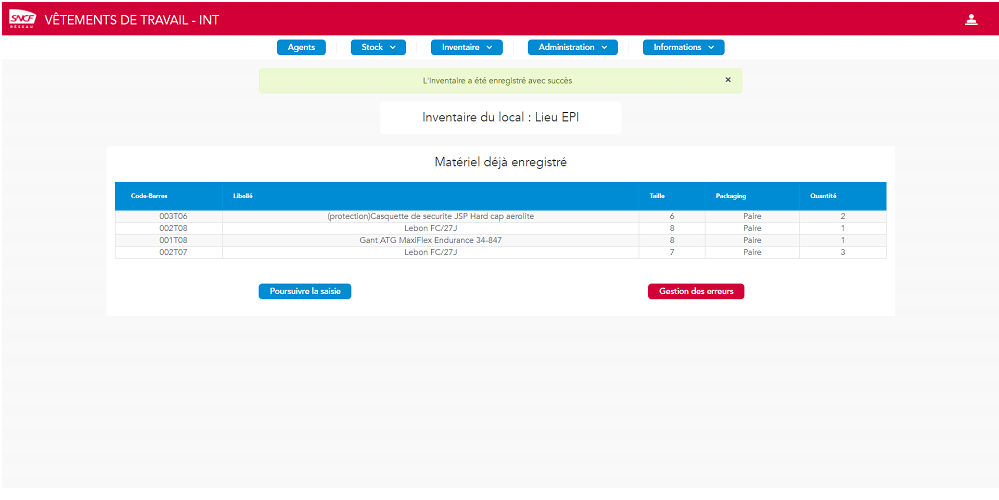 SNCF
RÉSEAU
VÊTEMENTS DE TRAVAIL - INT
Agents Stock Inventaire Administration Informations
L'inventaire a été enregistré avec succès ×
Inventaire du local : Lieu EPI
Matériel déjà enregistré
Code-Barres Libellé Taille Packaging Quantité
003T06 (protection)Casquette de securite JSP Hard cap aerolite 6 Paire 2
002T08 Lebon FC/27J 8 Paire 1
001T08 Gant ATG MaxiFlex Endurance 34-847 8 Paire 1
002T07 Lebon FC/27J 7 Paire 3
Poursuivre la saisie Gestion des erreurs